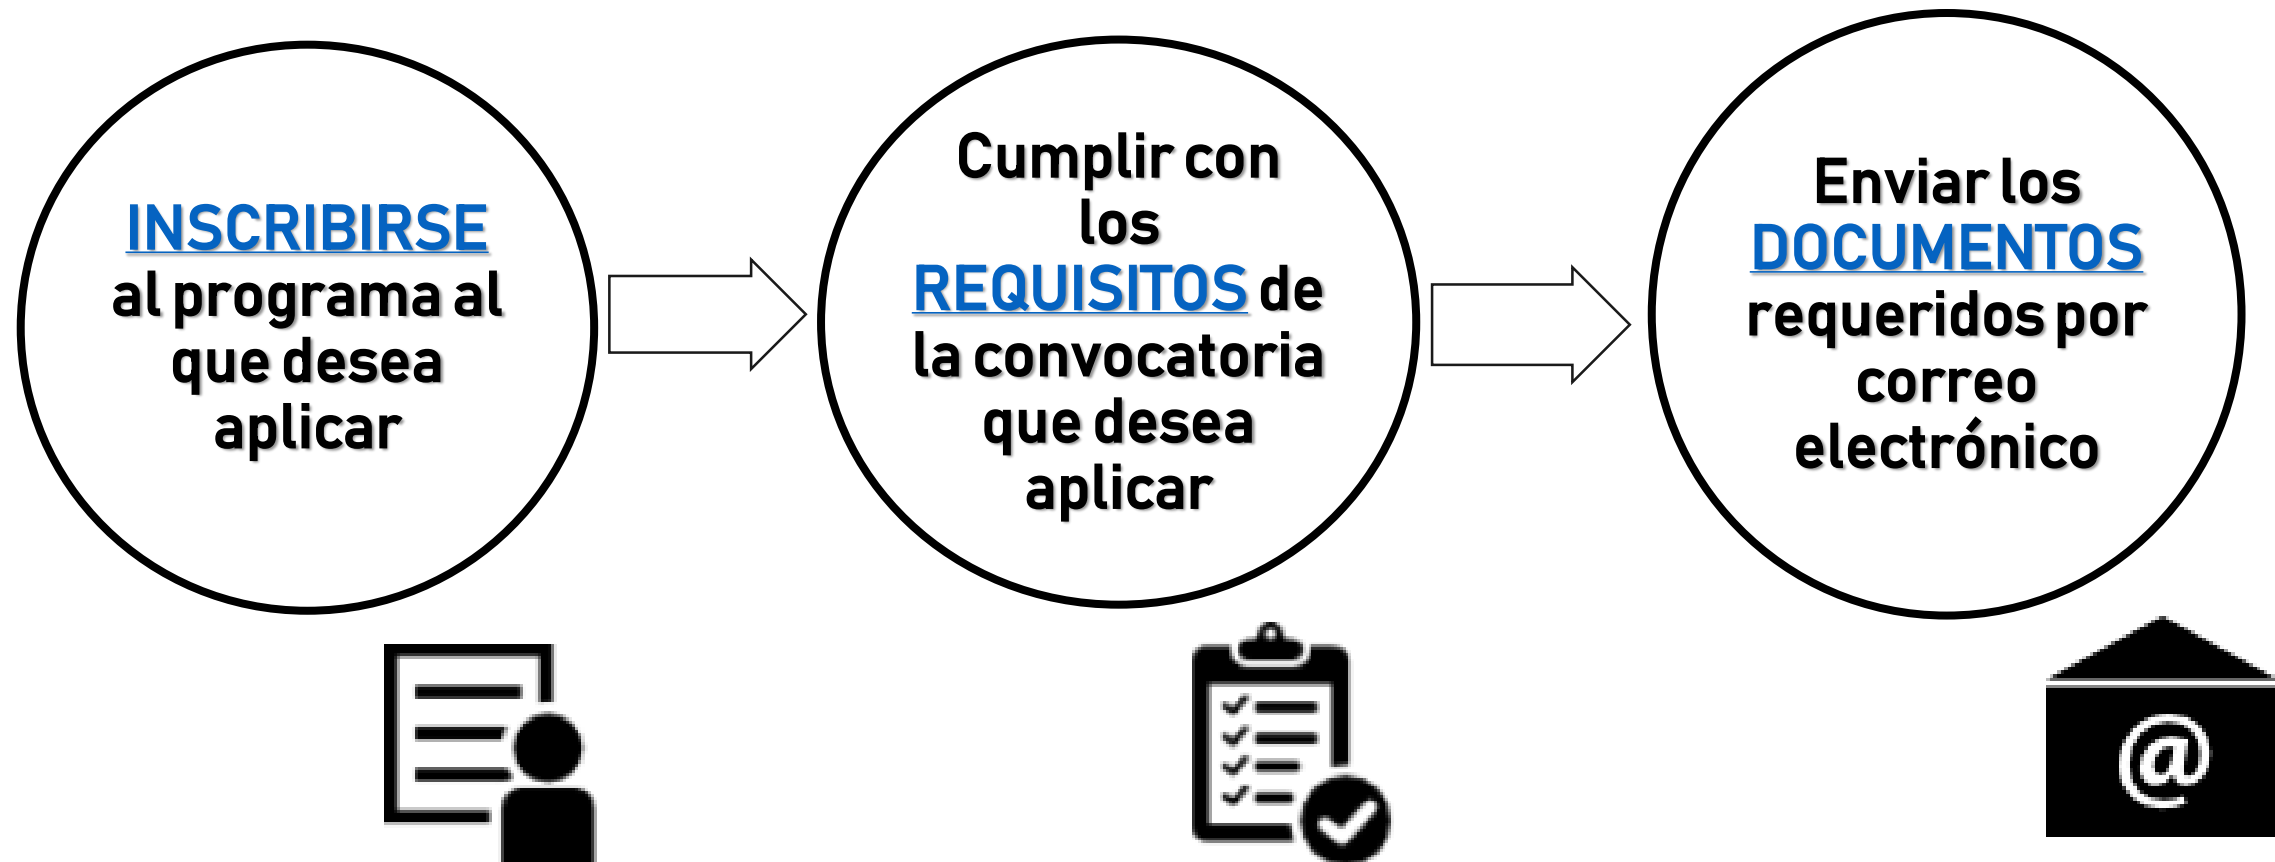 INSCRIBIRSE
al programa al
que desea
aplicar
Cumplir con
los
REQUISITOS de
la convocatoria
que desea
aplicar
Enviar los
DOCUMENTOS
requeridos por
correo
electrónico
@